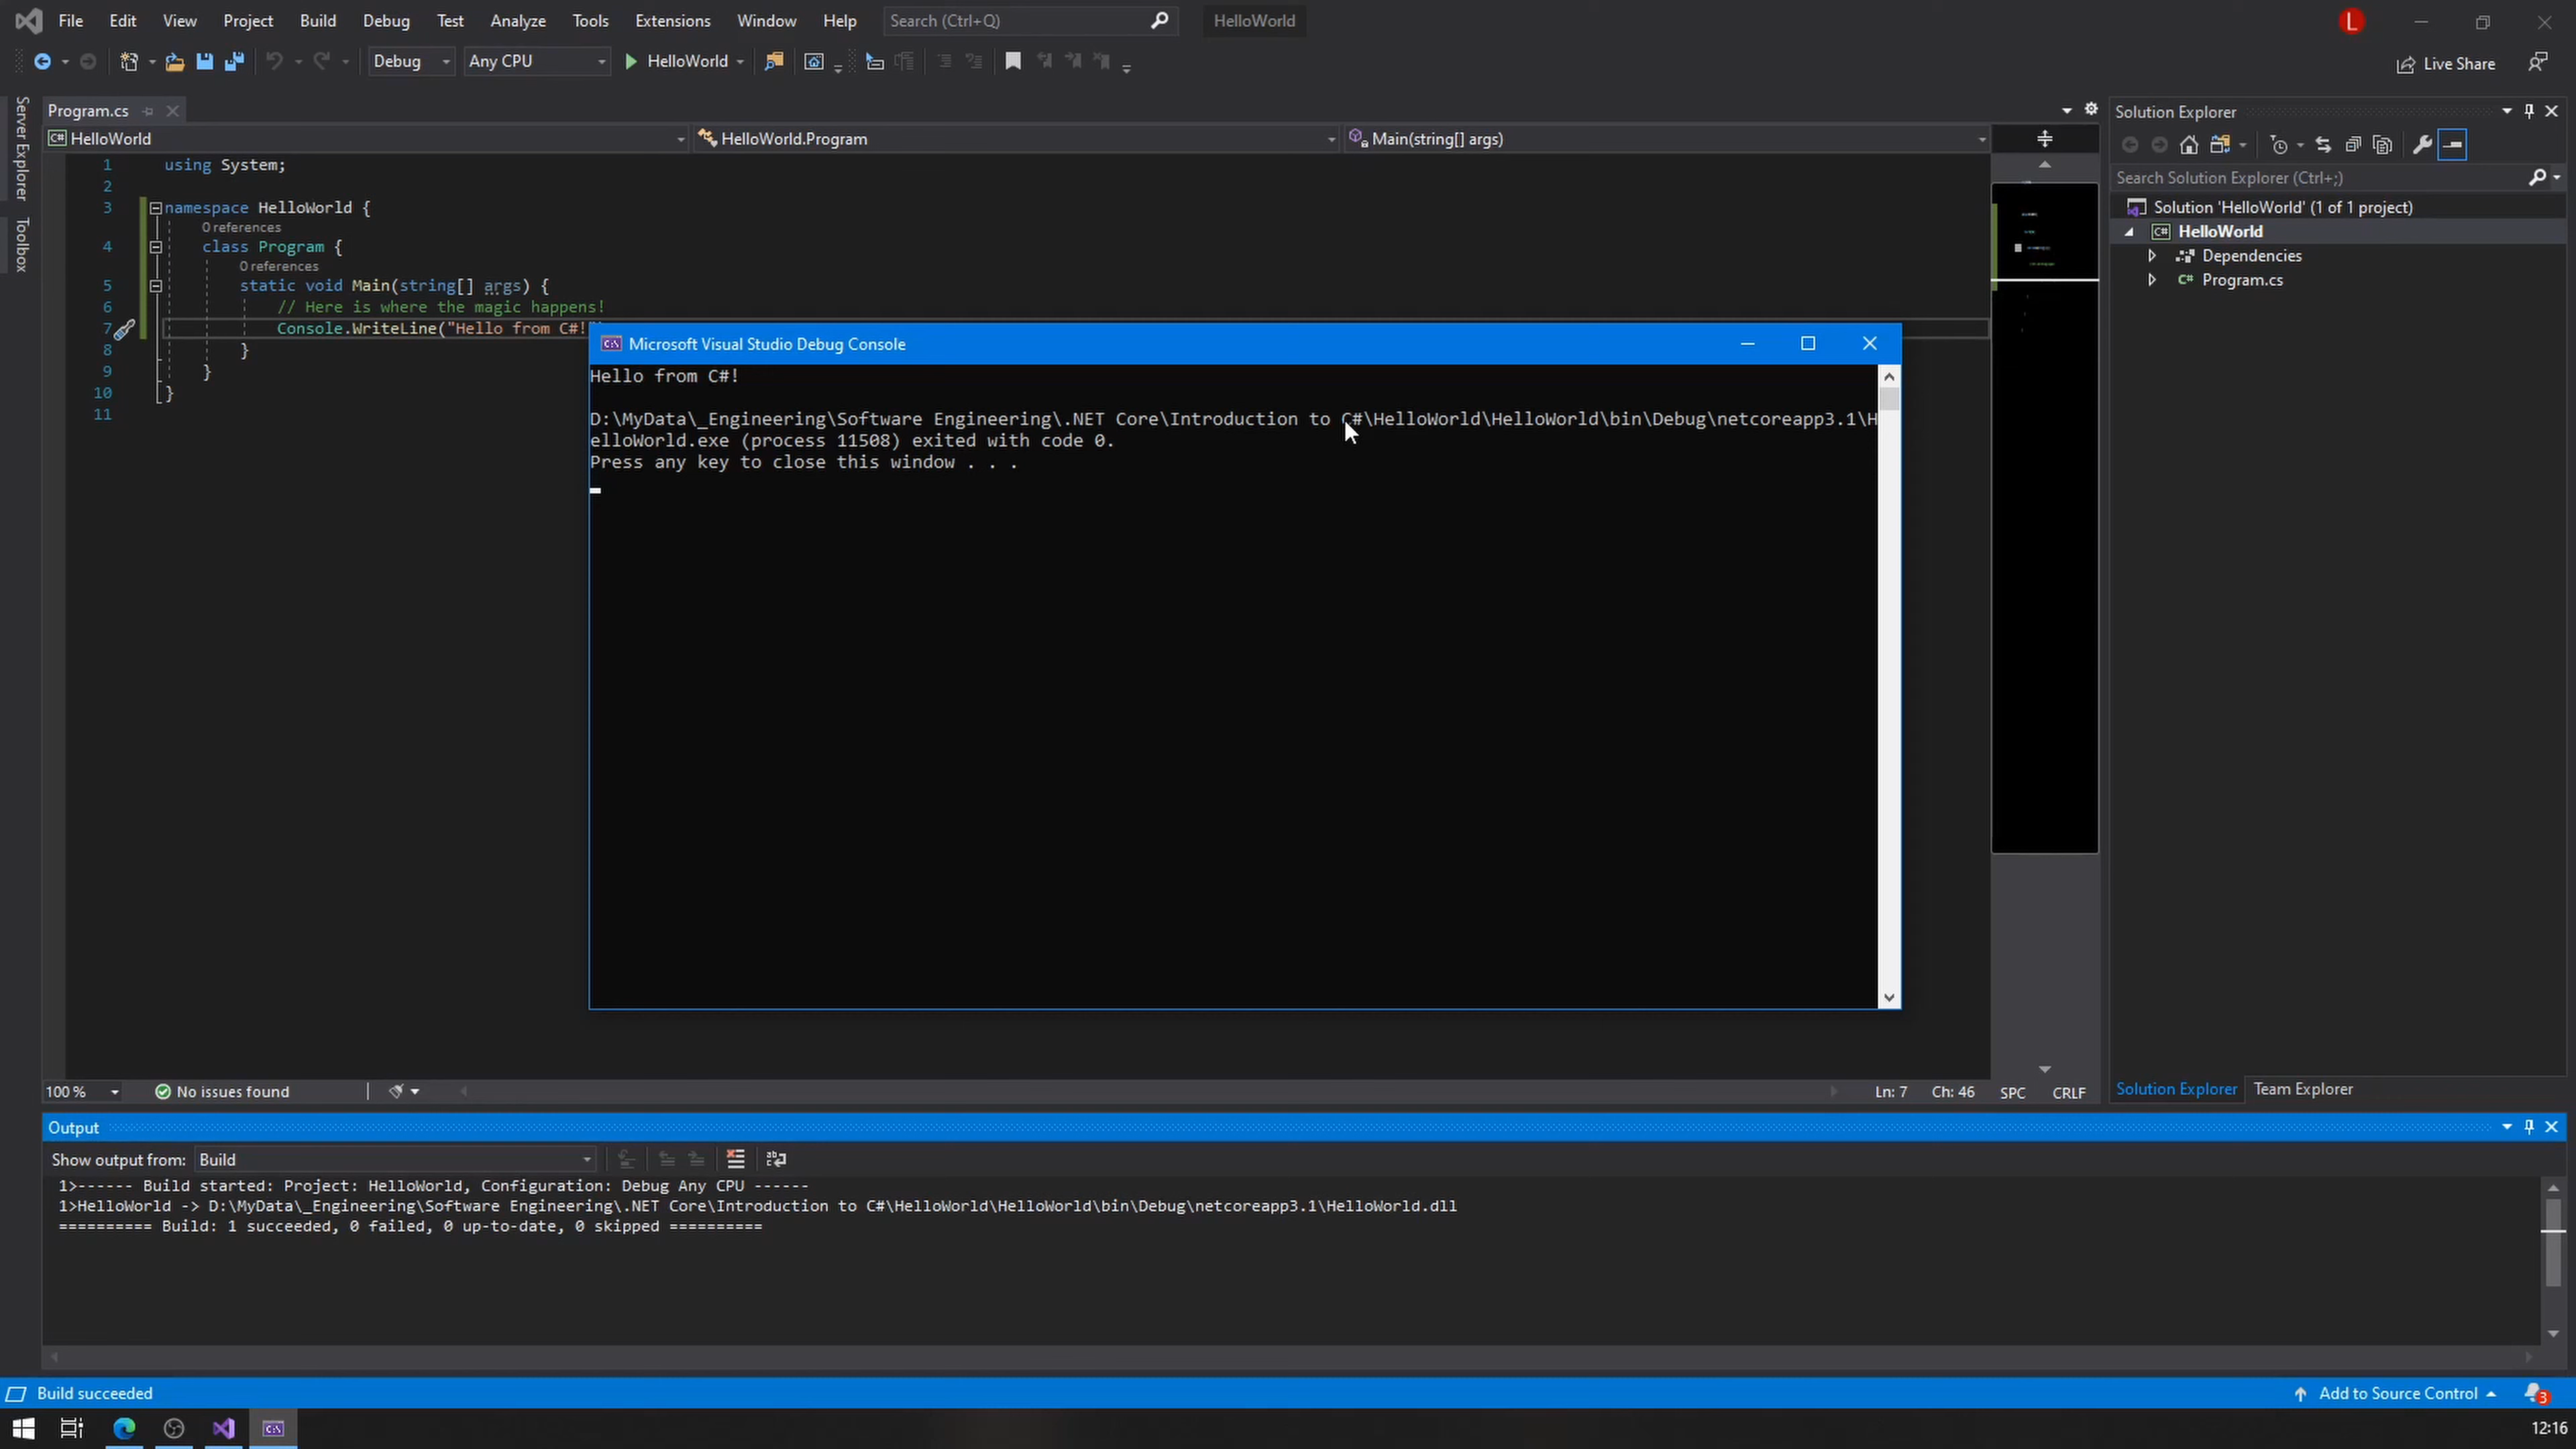 File Edit View Project Build Debug Test Analyze Tools Extensions Window Help Search (Ctrl+Q) HelloWorld L
Debug Any CPU HelloWorld Live Share
Server Explorer
Toolbox
Program.cs
HelloWorld HelloWorld.Program Main(string[] args)
1 using System;
2
3 namespace HelloWorld {
0 references
4 class Program {
0 references
5 static void Main(string[] args) {
6 // Here is where the magic happens!
7 Console.WriteLine("Hello from C#!"
8 }
9 }
10 }
11
Microsoft Visual Studio Debug Console
Hello from C#!
D:\MyData\_Engineering\Software Engineering\.NET Core\Introduction to C#\HelloWorld\HelloWorld\bin\Debug\netcoreapp3.1\H
elloWorld.exe (process 11508) exited with code 0.
Press any key to close this window . . .
Solution Explorer
Search Solution Explorer (Ctrl+;)
Solution 'HelloWorld' (1 of 1 project)
C# HelloWorld
Dependencies
C# Program.cs
100 % No issues found Ln: 7 Ch: 46 SPC CRLF
Solution Explorer Team Explorer
Output
Show output from: Build
1>------ Build started: Project: HelloWorld, Configuration: Debug Any CPU ------
1>HelloWorld -> D:\MyData\_Engineering\Software Engineering\.NET Core\Introduction to C#\HelloWorld\HelloWorld\bin\Debug\netcoreapp3.1\HelloWorld.dll
========== Build: 1 succeeded, 0 failed, 0 up-to-date, 0 skipped ==========
Build succeeded Add to Source Control 3
12:16